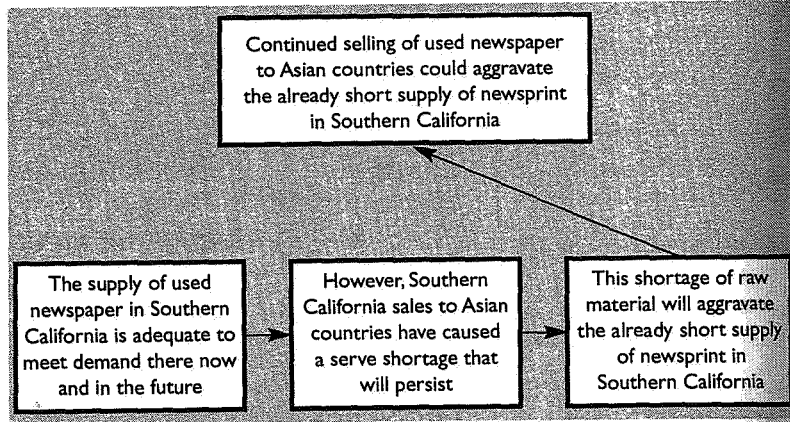 Continued selling of used newspaper
to Asian countries could aggravate
the already short supply of newsprint
in Southern California
The supply of used
newspaper in Southern
California is adequate to
meet demand there now
and in the future
However, Southern
California sales to Asian
countries have caused
a serve shortage that
will persist
This shortage of raw
material will aggravate
the already short supply
of newsprint in
Southern California